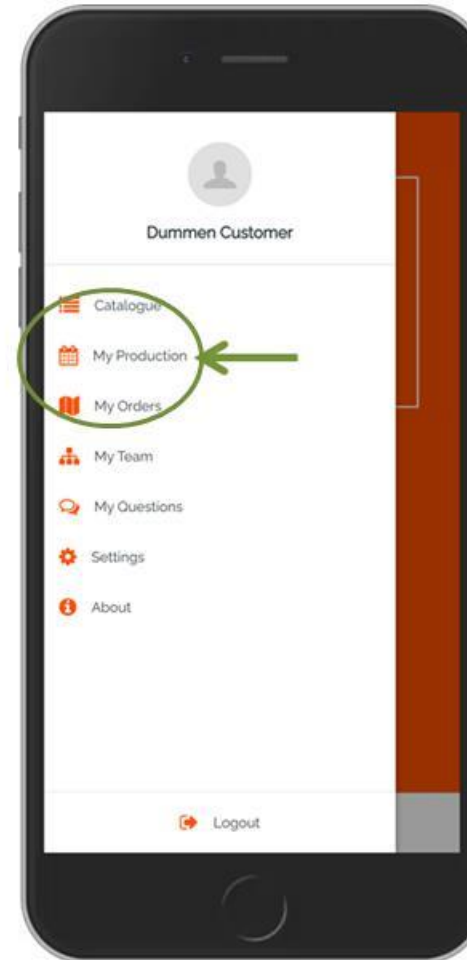 Dummen Customer
Catalogue
My Production
My Orders
My Team
My Questions
Settings
About
Logout